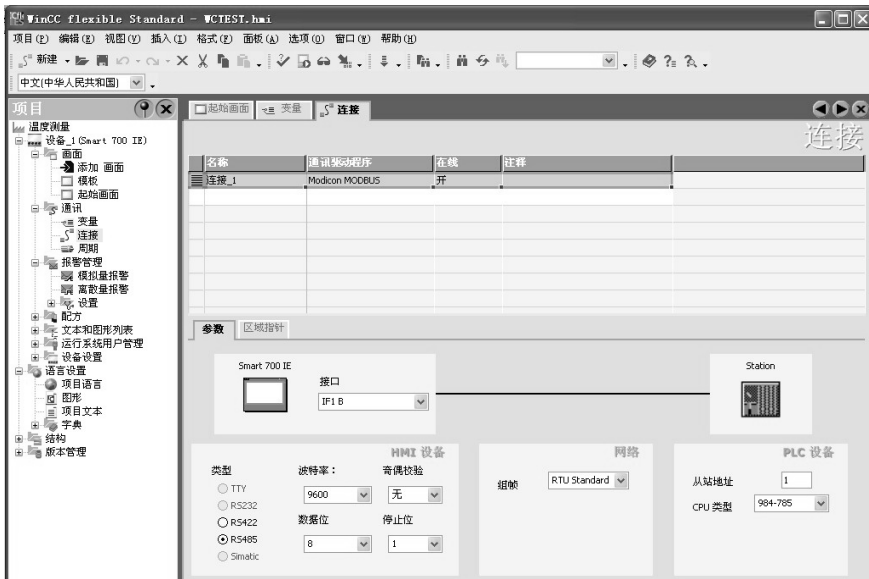 WinCC flexible Standard - WCTEST.hmi
项目(P) 编辑(E) 视图(V) 插入(I) 格式(F) 面板(A) 选项(O) 窗口(W) 帮助(H)
新建
中文(中华人民共和国)
项目
起始画面 变量 连接
连接
温度测量
设备_1(Smart 700 IE)
画面
添加 画面
模板
起始画面
通讯
变量
连接
周期
报警管理
模拟量报警
离散量报警
设置
配方
文本和图形列表
运行系统用户管理
设备设置
语言设置
项目语言
图形
项目文本
字典
结构
版本管理
名称 通讯驱动程序 在线 注释
连接_1 Modicon MODBUS 开
参数 区域指针
Smart 700 IE
接口
IF1 B
Station
HMI 设备
类型 波特率： 奇偶校验
TTY
RS232
RS422
RS485
Simatic
9600 无
数据位 停止位
8 1
网络
组帧 RTU Standard
PLC 设备
从站地址 1
CPU 类型 984-785